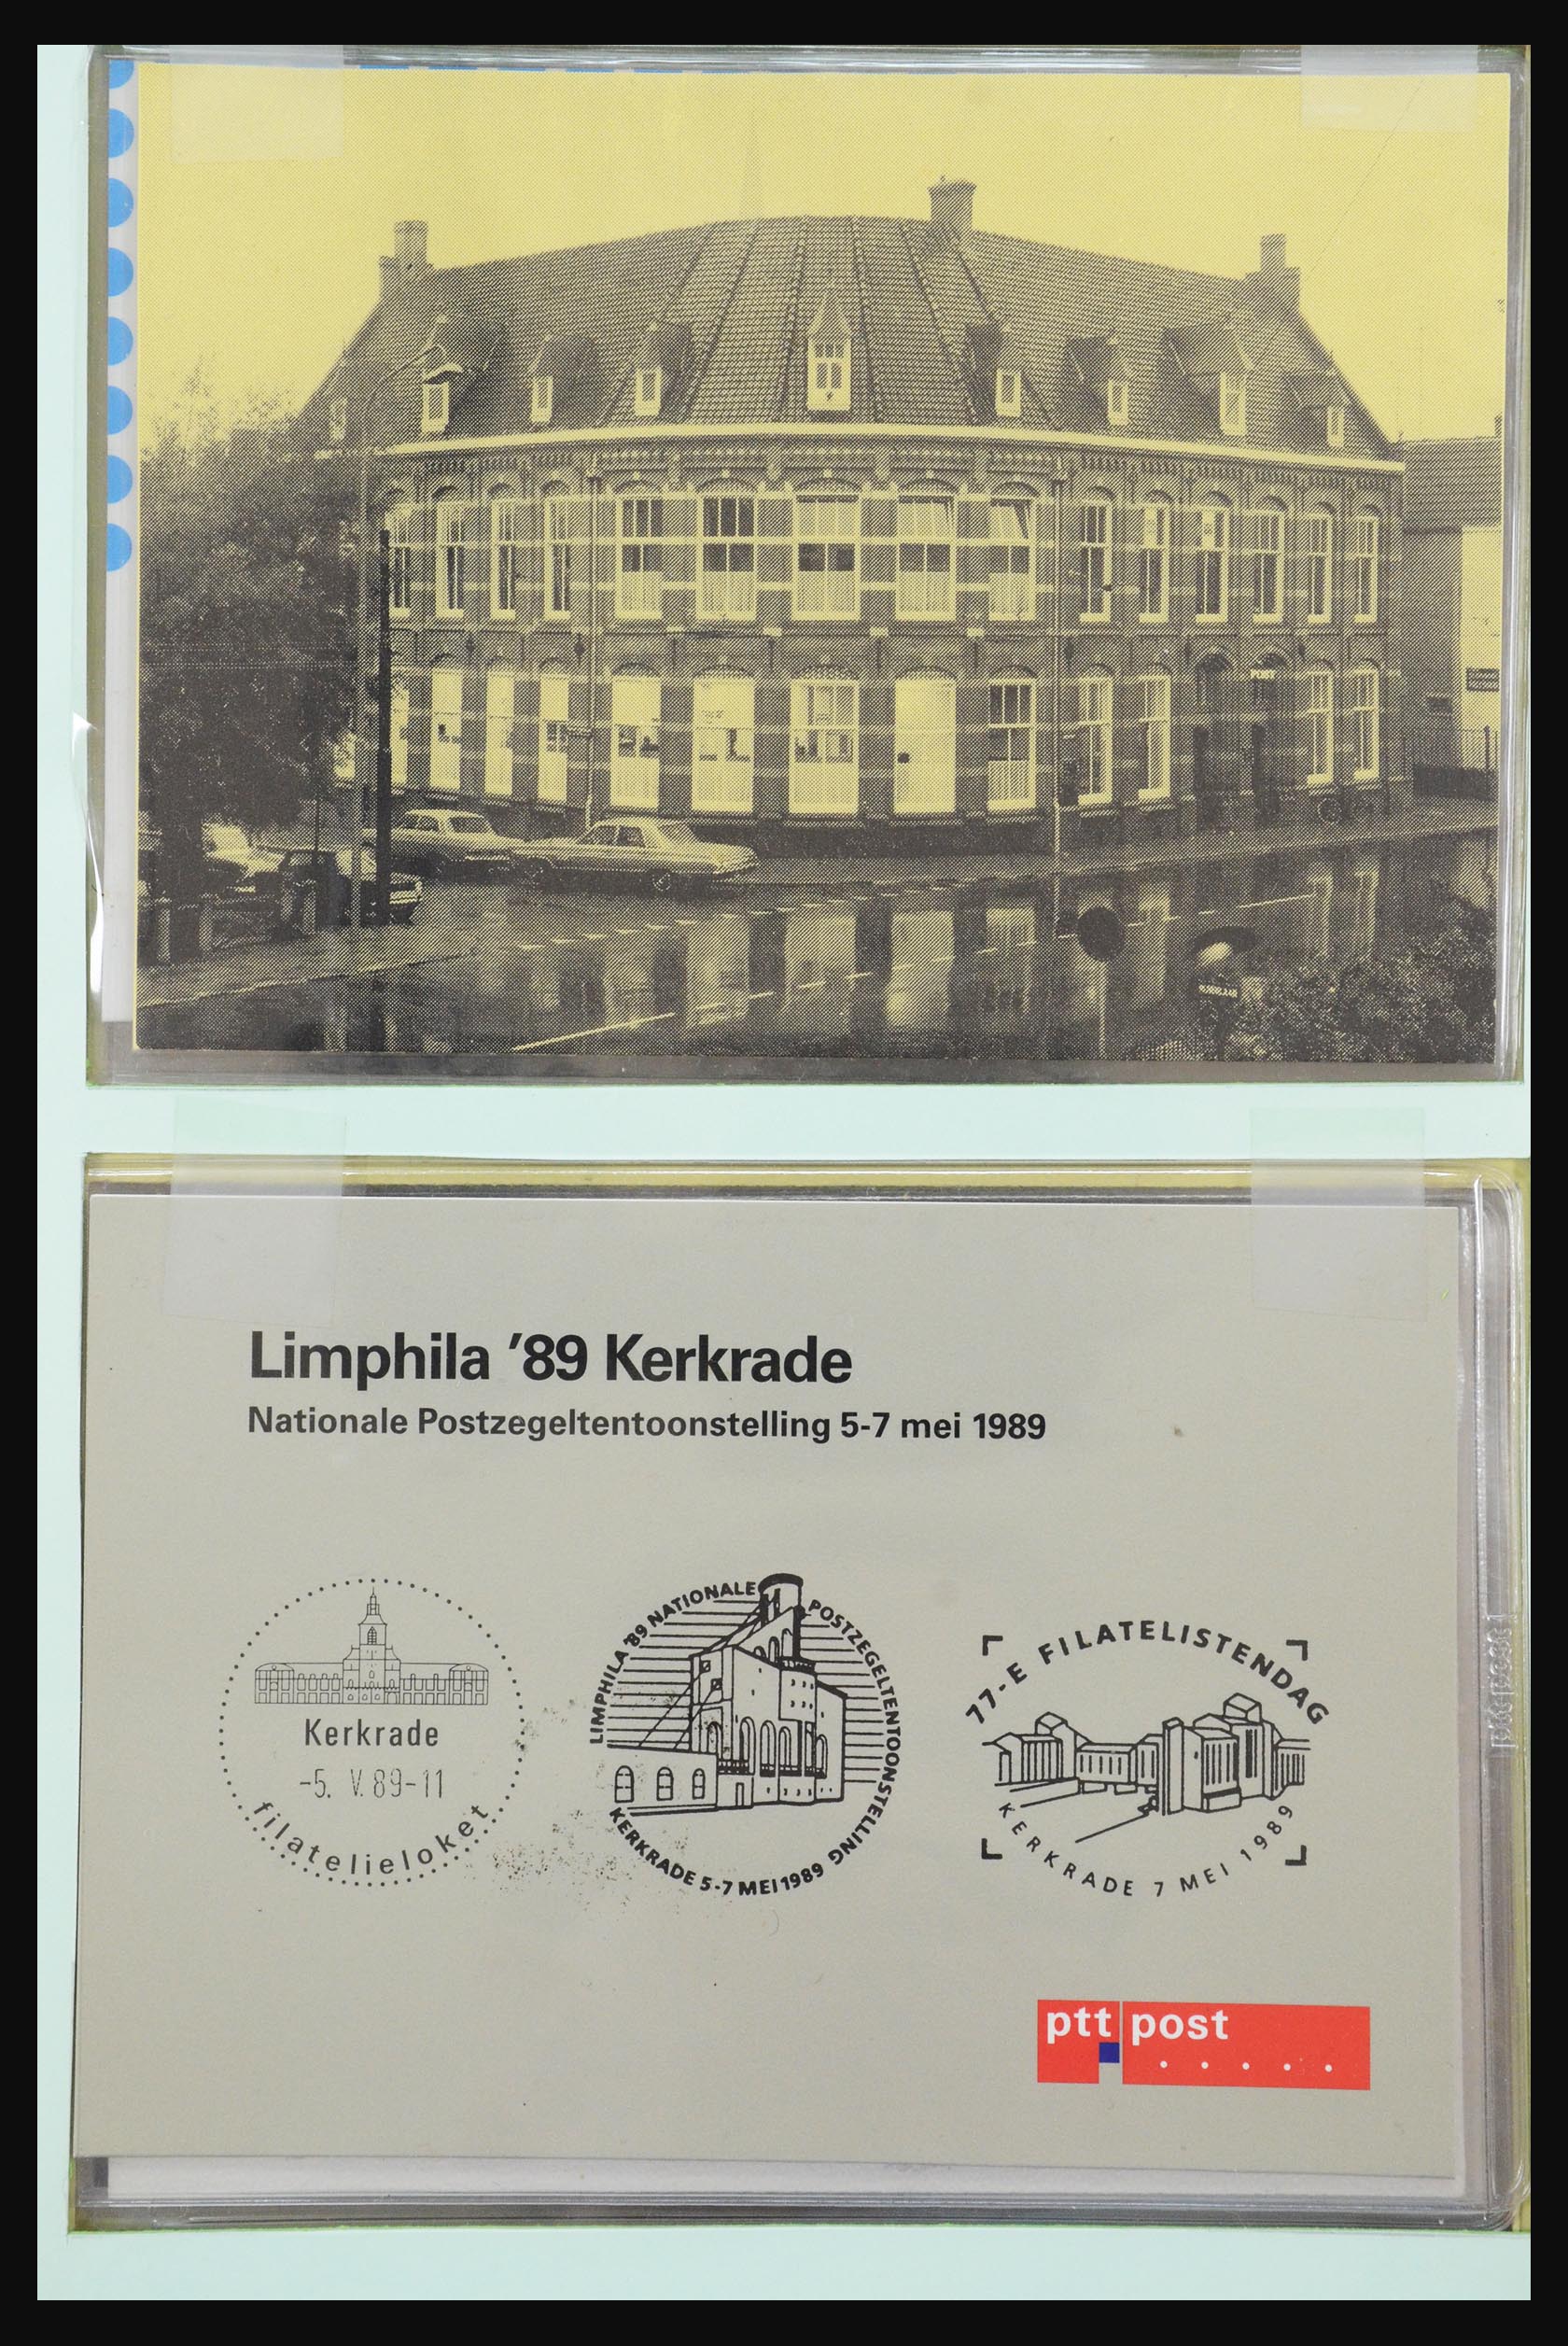 POST
Limphila '89 Kerkrade
Nationale Postzegeltentoonstelling 5-7 mei 1989
Kerkrade
-5. V. 89-11
filatelieloket
LIMPHILA '89 NATIONALE POSTZEGELTENTOONSTELLING
KERKRADE 5-7 MEI 1989
77-E FILATELISTENDAG
KERKRADE 7 MEI 1989
ptt post